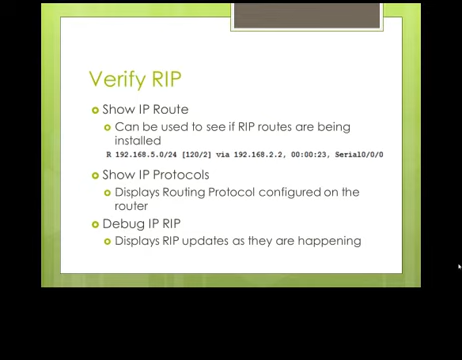 Verify RIP
Show IP Route
Can be used to see if RIP routes are being
installed
R 192.168.5.0/24 [120/2] via 192.168.2.2, 00:00:23, Serial0/0/0
Show IP Protocols
Displays Routing Protocol configured on the
router
Debug IP RIP
Displays RIP updates as they are happening